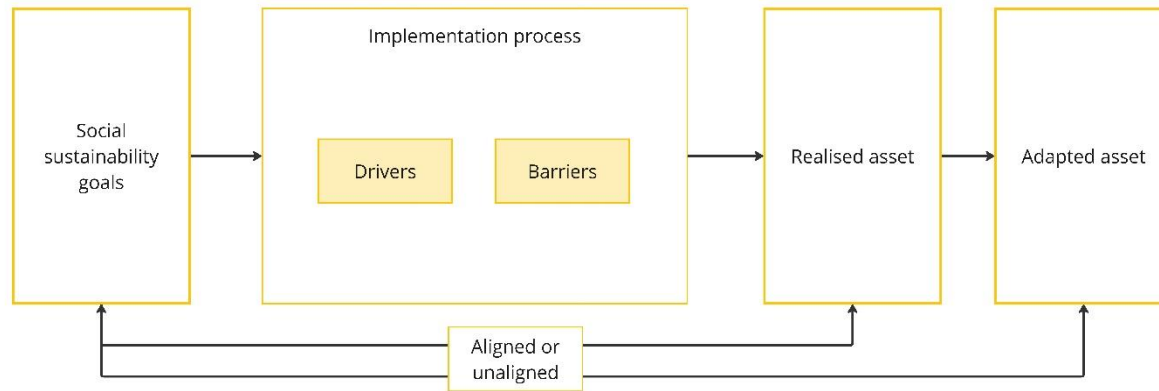 Implementation process
Social
sustainability
goals
Drivers
Barriers
Realised asset
Adapted asset
Aligned or
unaligned